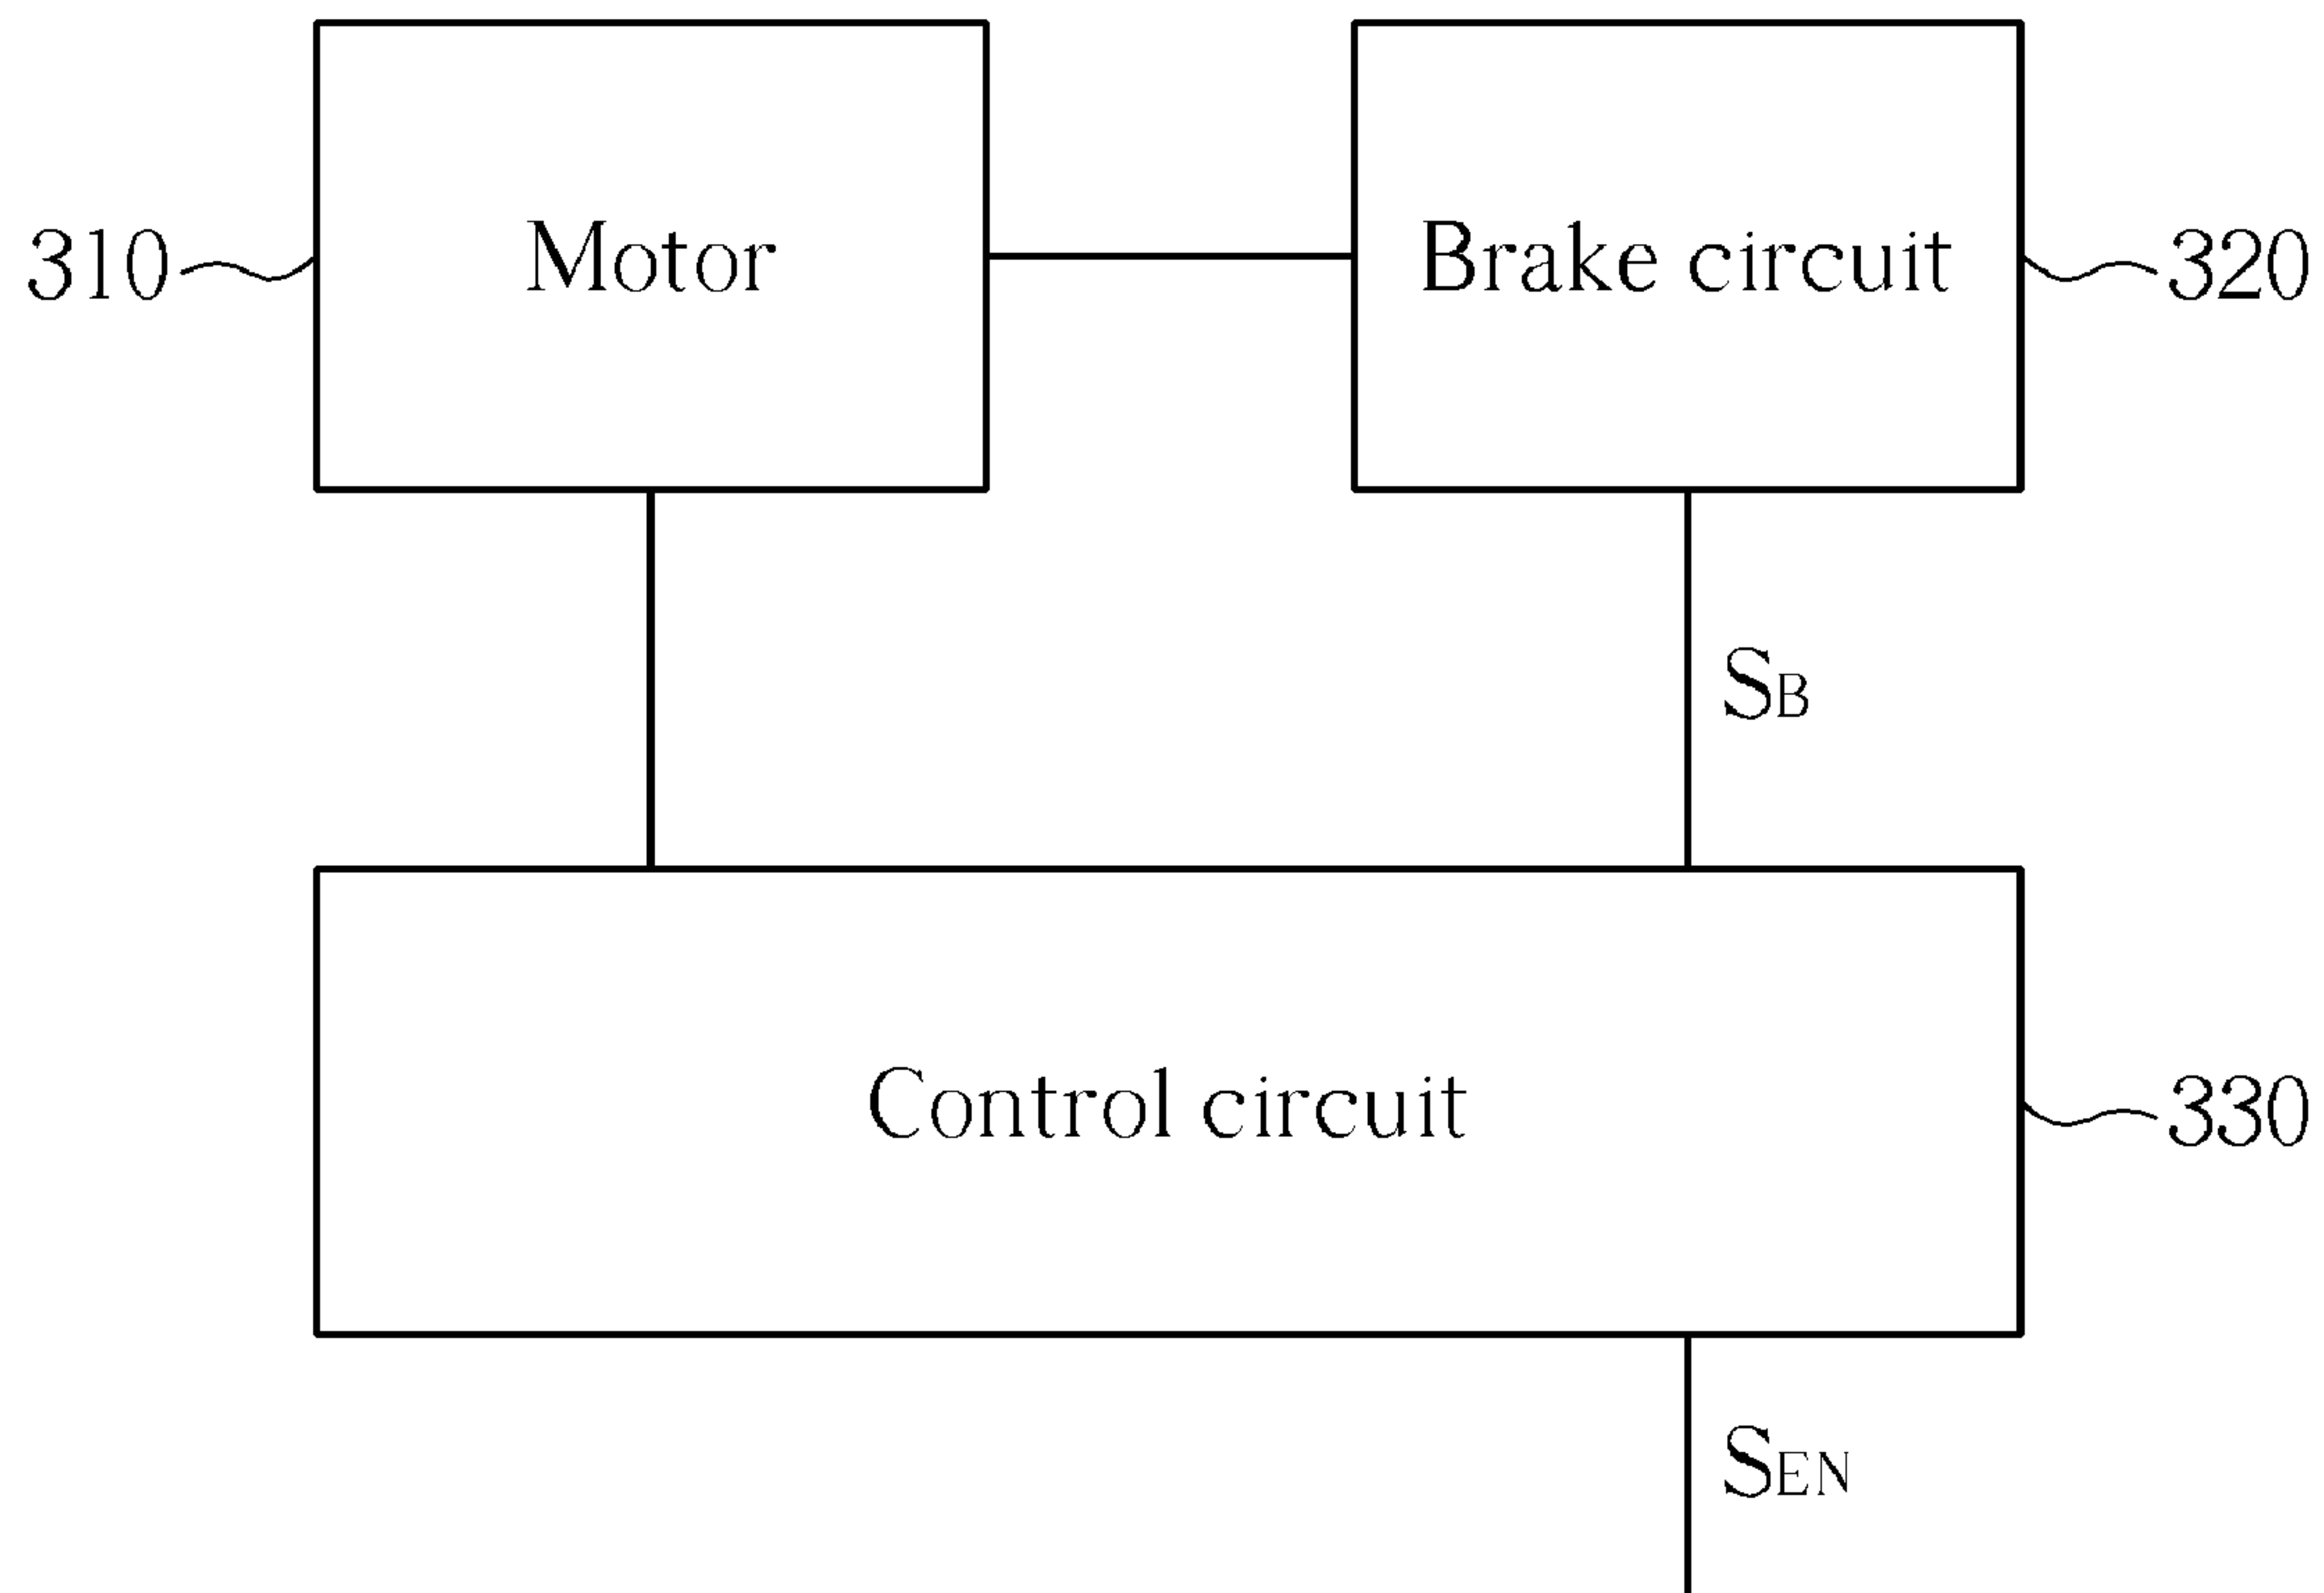 310
Motor
Brake circuit
320
SB
Control circuit
330
SEN